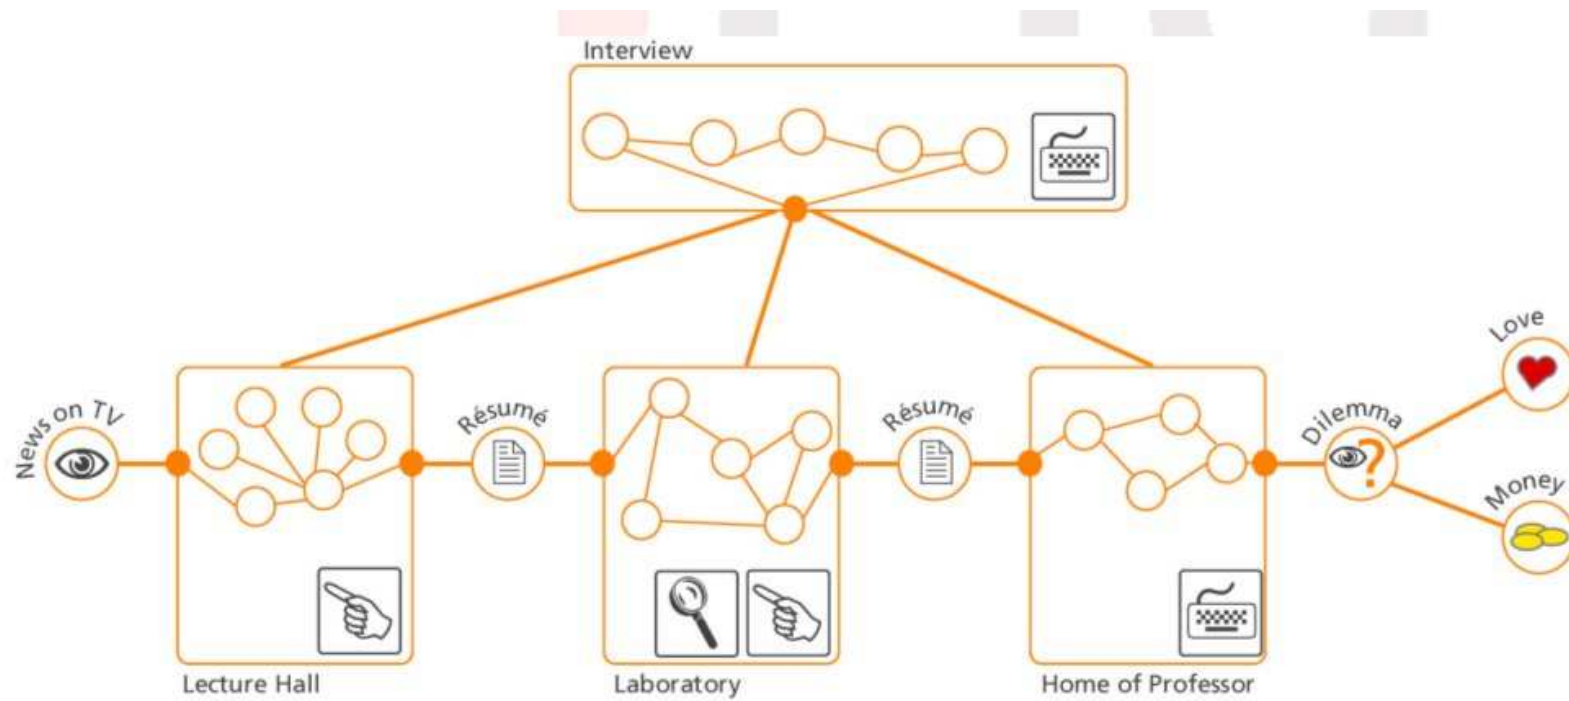 Interview
News on TV
Résumé
Résumé
Dilemma
Love
Money
Lecture Hall
Laboratory
Home of Professor